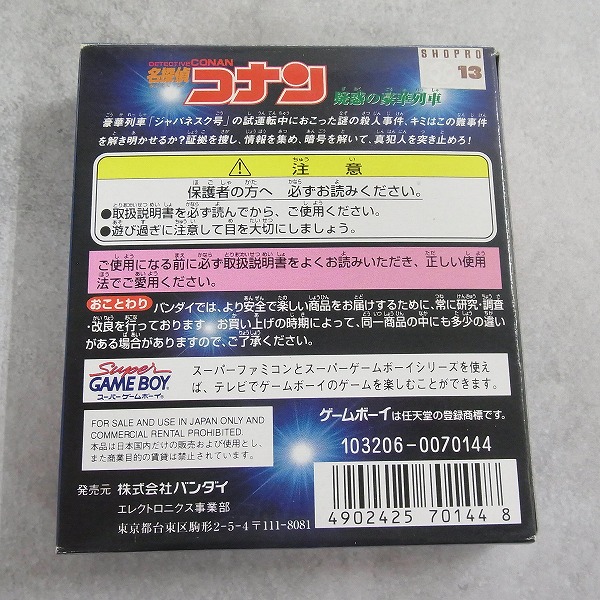 SHOPRO
13
DETECTIVE CONAN
名探偵
コナン
疑惑の豪華列車
豪華列車「ジャパネスク号」の試運転中におこった謎の殺人事件、キミはこの難事件
を解き明かせるか?証拠を捜し、情報を集め、暗号を解いて、真犯人を突き止めろ!
注意
保護者の方へ 必ずお読みください。
●取扱説明書を必ず読んでから、ご使用ください。
●遊び過ぎに注意して目を大切にしましょう。
ご使用になる前に必ず取扱説明書をよくお読みいただき、正しい使用
法でご愛用ください。
おことわり バンダイでは、より安全で楽しい商品をお届けするために、常に研究・調査
・改良を行っております。お買い上げの時期によって、同一商品の中にも多少の違い
がある場合がありますので、ご了承ください。
Super
GAME BOY
スーパーゲームボーイ®
スーパーファミコンとスーパーゲームボーイシリーズを使え
ば、テレビでゲームボーイのゲームを楽しむことができます。
FOR SALE AND USE IN JAPAN ONLY AND
COMMERCIAL RENTAL PROHIBITED.
本品は日本国内だけの販売および使用とし、
また商業目的の賃貸は禁止されています。
ゲームボーイは任天堂の登録商標です。
103206-0070144
発売元 株式会社バンダイ
エレクトロニクス事業部
東京都台東区駒形2-5-4〒111-8081
4902425 701448